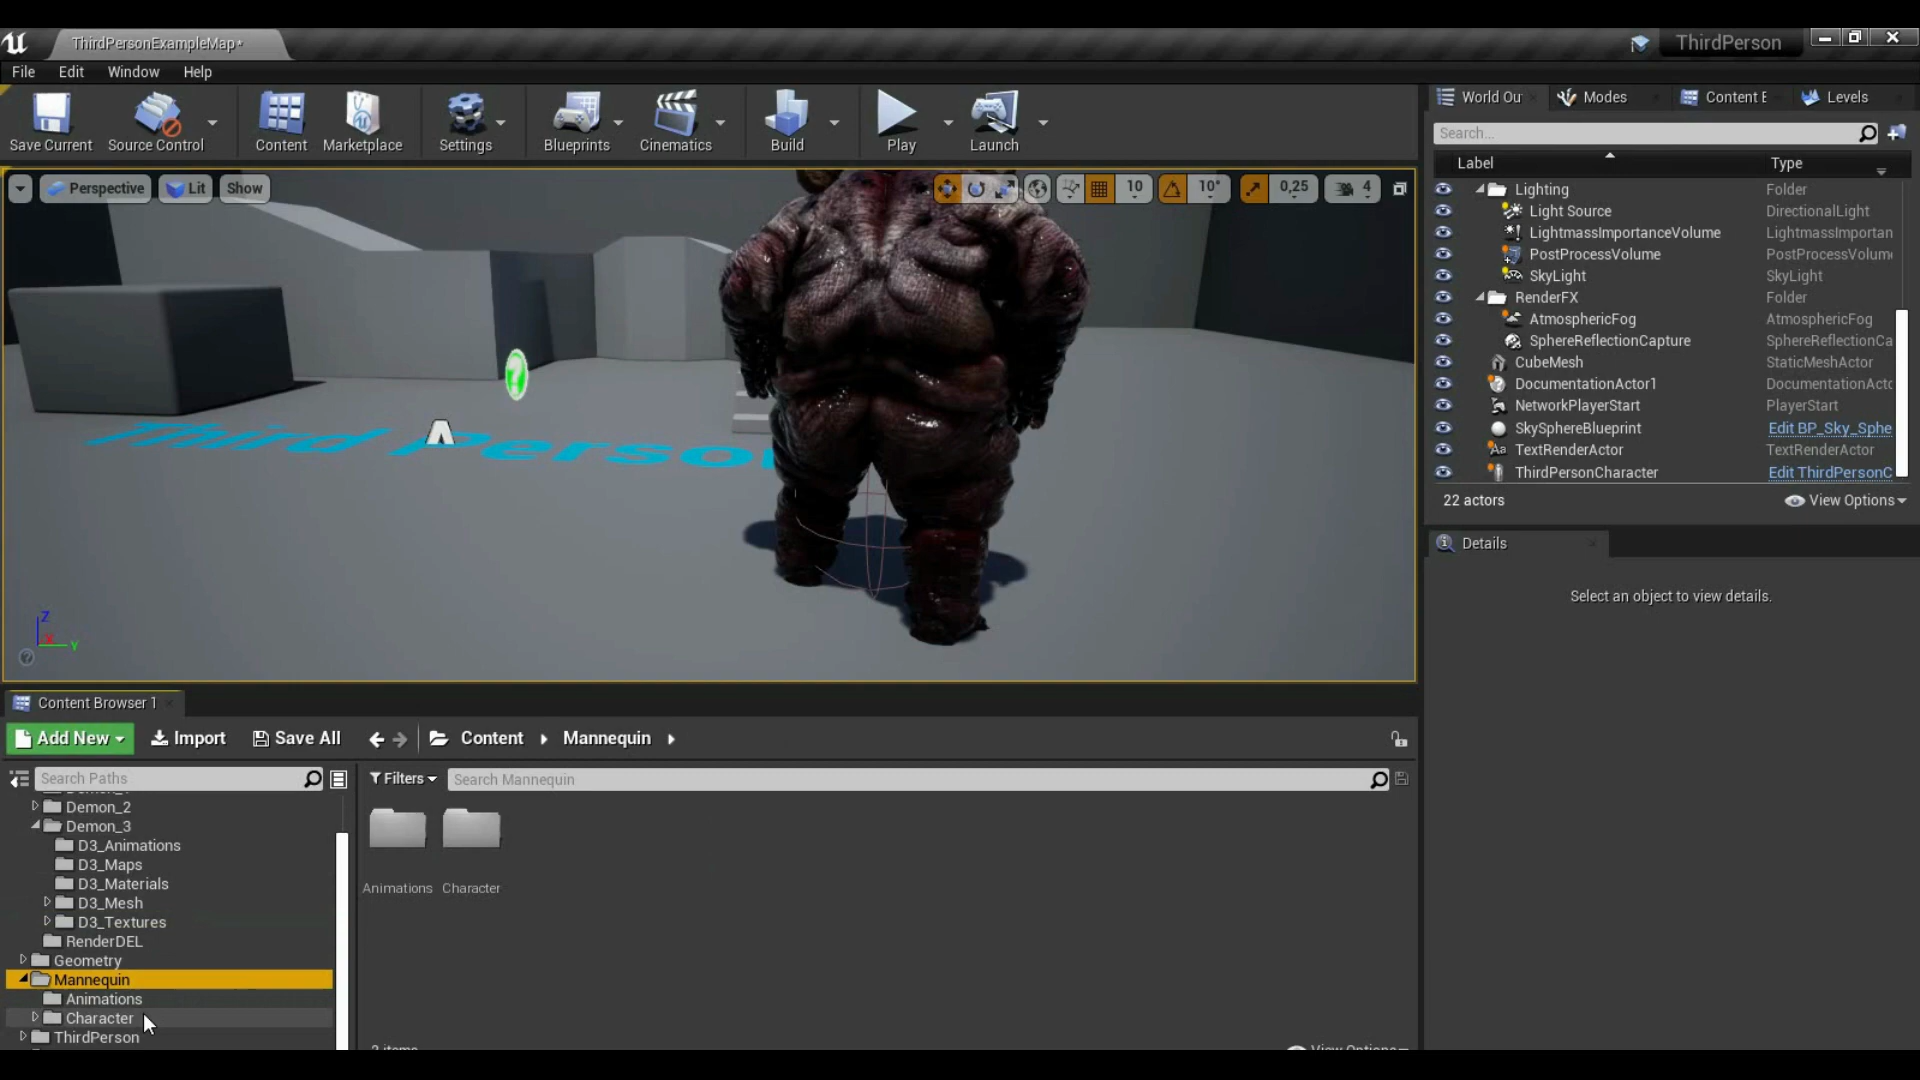 ThirdPersonExampleMap*
ThirdPerson
File Edit Window Help
Save Current Source Control Content Marketplace Settings Blueprints Cinematics Build Play Launch
Perspective Lit Show 10 10° 0,25 4
Third Person
World Ou Modes Content E Levels
Search...
Label Type
Lighting Folder
Light Source DirectionalLight
LightmassImportanceVolume LightmassImportan
PostProcessVolume PostProcessVolume
SkyLight SkyLight
RenderFX Folder
AtmosphericFog AtmosphericFog
SphereReflectionCapture SphereReflectionCa
CubeMesh StaticMeshActor
DocumentationActor1 DocumentationActo
NetworkPlayerStart PlayerStart
SkySphereBlueprint Edit BP_Sky_Sphe
TextRenderActor TextRenderActor
ThirdPersonCharacter Edit ThirdPersonC
22 actors View Options
Details
Select an object to view details.
Z
X
Y
Content Browser 1
Add New Import Save All Content Mannequin
Search Paths
Filters Search Mannequin
Demon_2
Demon_3
D3_Animations
D3_Maps
D3_Materials
D3_Mesh
D3_Textures
RenderDEL
Geometry
Mannequin
Animations
Character
ThirdPerson
Animations Character